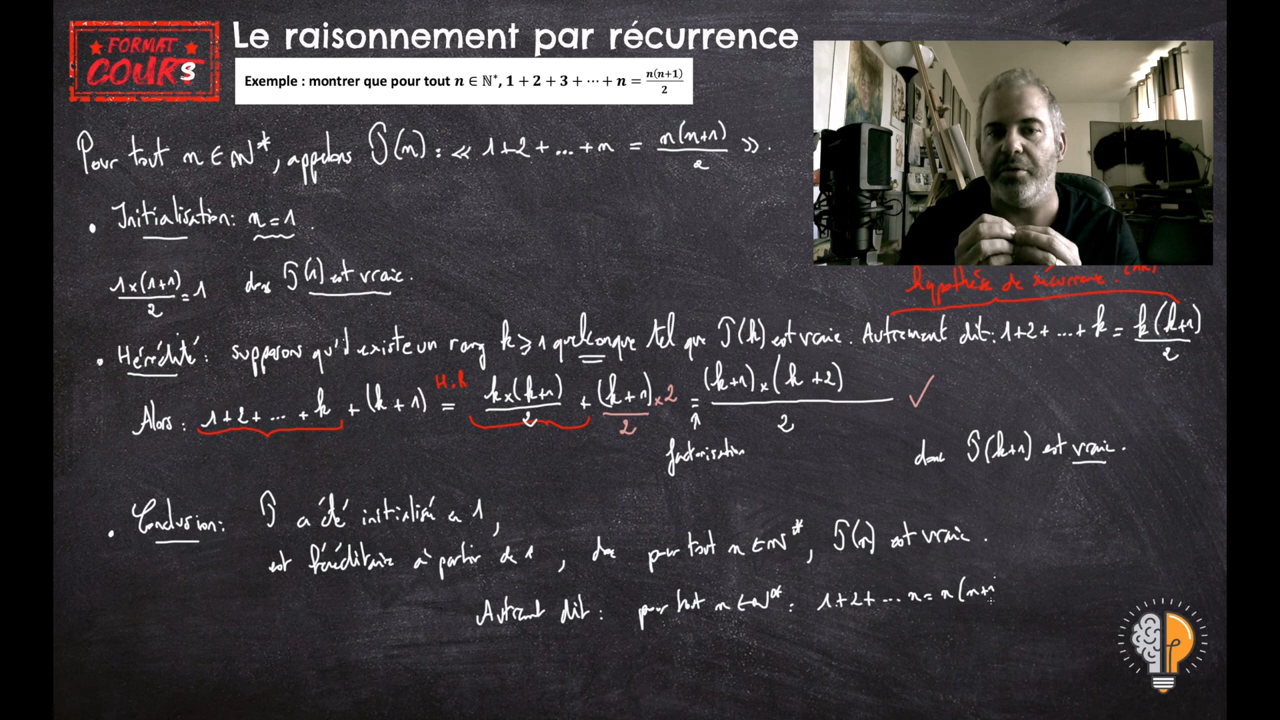 FORMAT
COURS
Le raisonnement par récurrence
Exemple : montrer que pour tout n ∈ ℕ*, 1 + 2 + 3 + ⋯ + n = n(n+1)/2
Pour tout n ∈ ℕ*, appelons P(n) : « 1+2+...+n = n(n+1)/2 ».
• Initialisation : n = 1.
1×(1+1)/2 = 1 donc P(1) est vraie.
hypothèse de récurrence. (HR)
• Hérédité : supposons qu'il existe un rang k ≥ 1 quelconque tel que P(k) est vraie. Autrement dit : 1+2+...+k = k(k+1)/2
Alors : 1+2+...+k + (k+1) = H.R k×(k+1)/2 + (k+1)×2/2 = (k+1)×(k+2)/2 ✓
factorisation
donc P(k+1) est vraie.
• Conclusion : P a été initialisé en 1,
est héréditaire à partir de 1, donc pour tout n ∈ ℕ*, P(n) est vraie.
Autrement dit : pour tout n ∈ ℕ* : 1+2+... n = n(n+1